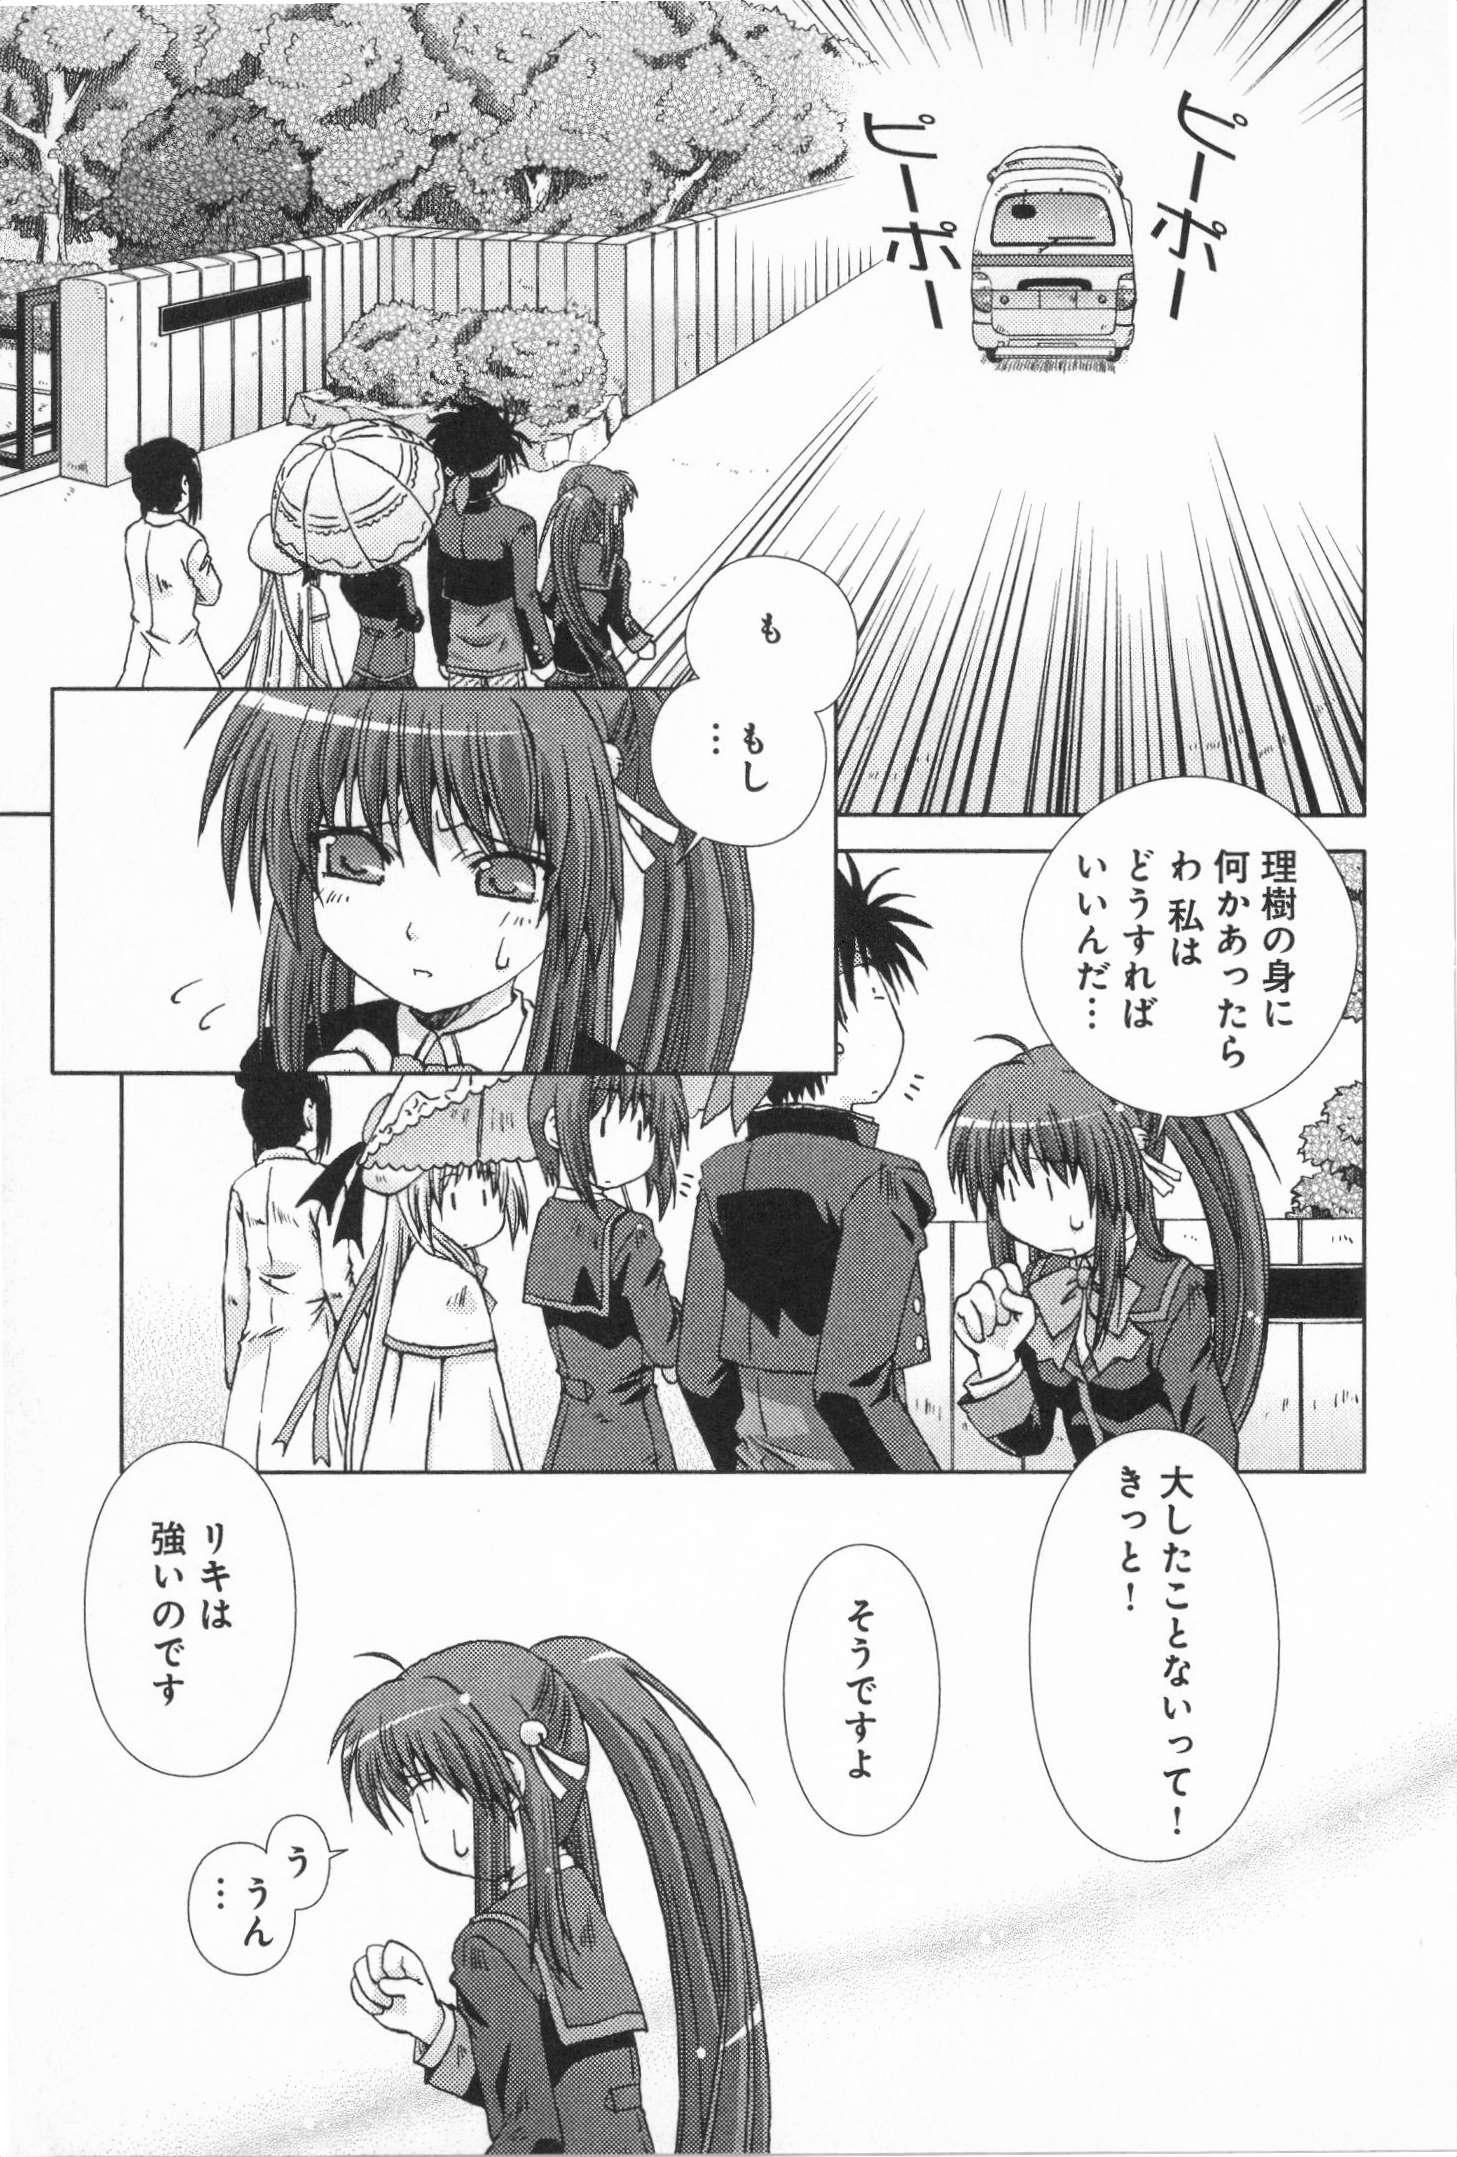 ピーポー
ピーポー
も
もし
…
理樹の身に
何かあったら
わ私は
どうすれば
いいんだ…
大したことないって!
きっと!
そうですよ
リキは
強いのです
う
うん
…